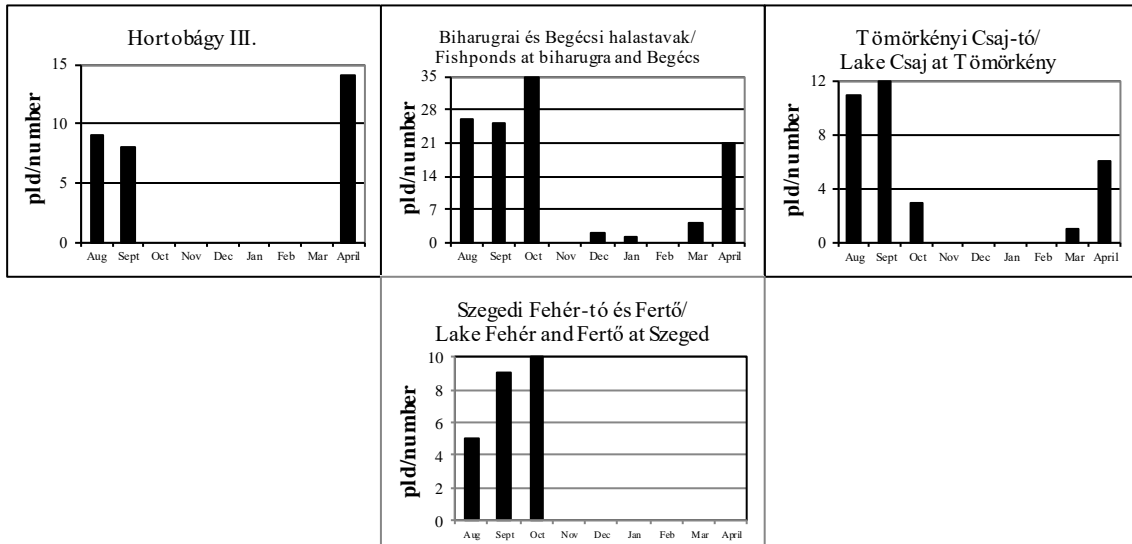 Hortobágy III.
pld/number
15
10
5
0
Aug Sept Oct Nov Dec Jan Feb Mar April
Biharugrai és Begécsi halastavak/
Fishponds at biharugra and Begécs
pld/number
35
28
21
14
7
0
Aug Sept Oct Nov Dec Jan Feb Mar April
Tömörkényi Csaj-tó/
Lake Csaj at Tömörkény
pld/number
12
8
4
0
Aug Sept Oct Nov Dec Jan Feb Mar April
Szegedi Fehér-tó és Fertő/
Lake Fehér and Fertő at Szeged
pld/number
10
8
6
4
2
0
Aug Sept Oct Nov Dec Jan Feb Mar April